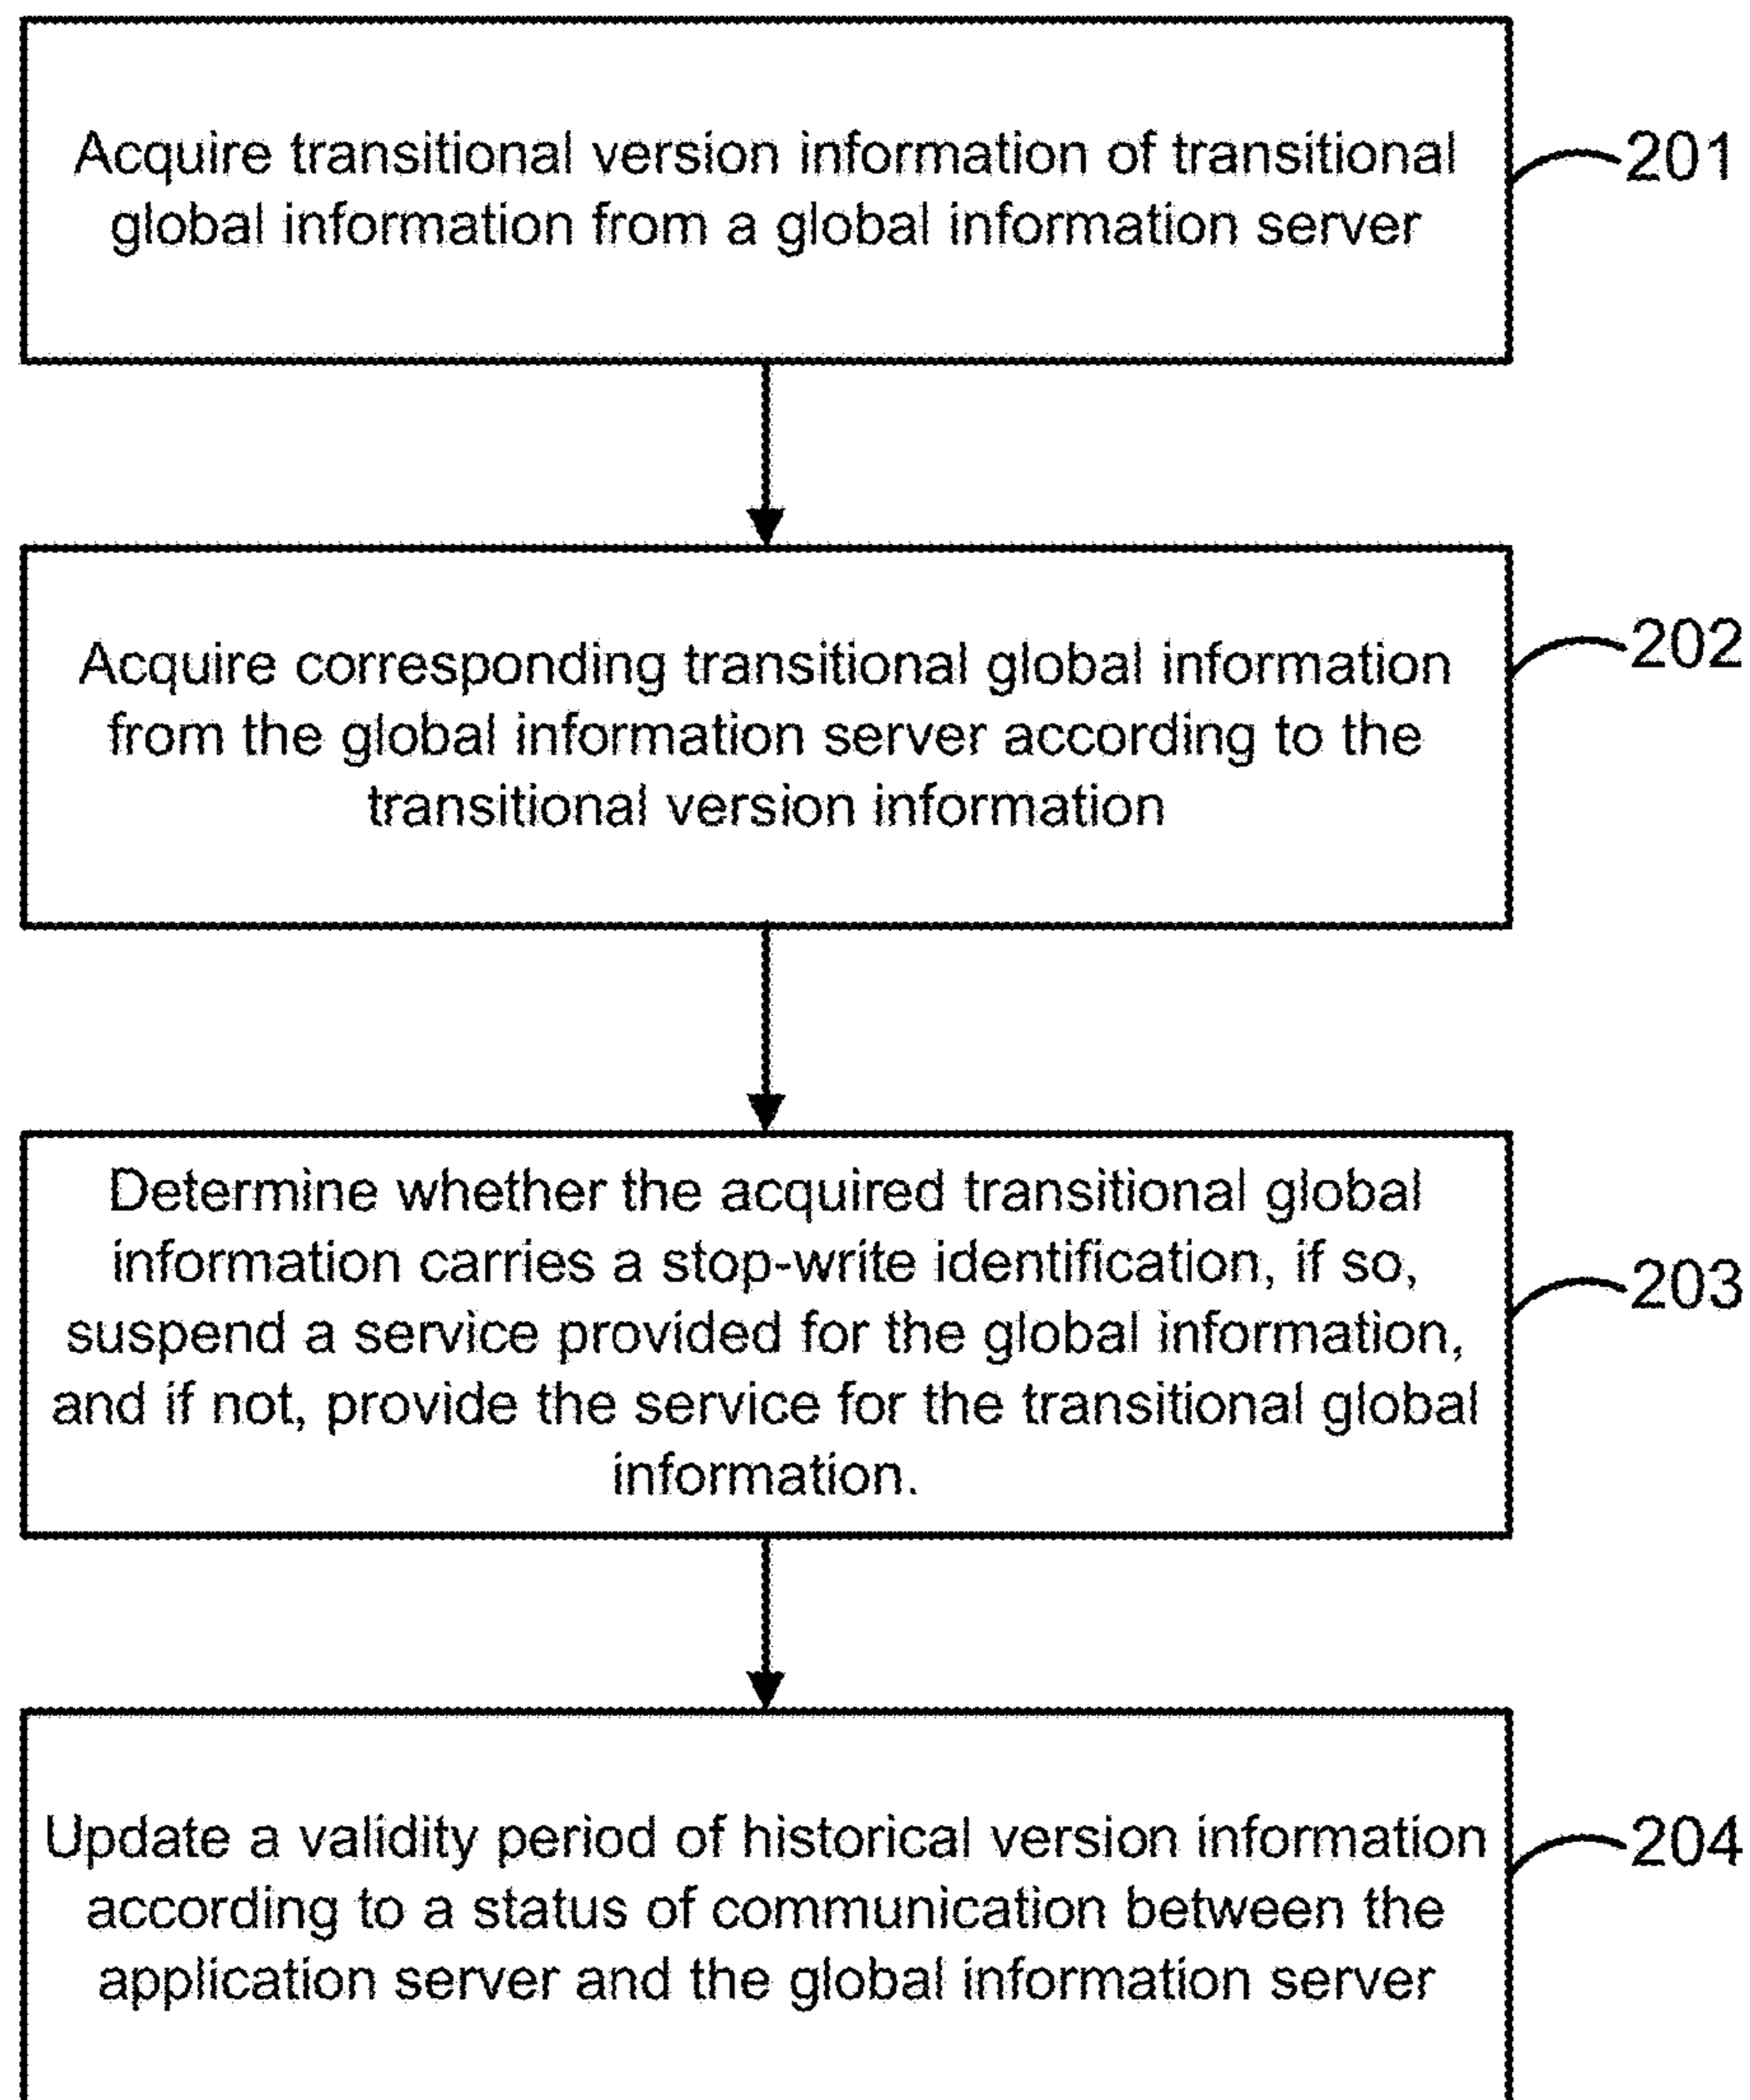 Acquire transitional version information of transitional
global information from a global information server
201
Acquire corresponding transitional global information
from the global information server according to the
transitional version information
202
Determine whether the acquired transitional global
information carries a stop-write identification, if so,
suspend a service provided for the global information,
and if not, provide the service for the transitional global
information.
203
Update a validity period of historical version information
according to a status of communication between the
application server and the global information server
204